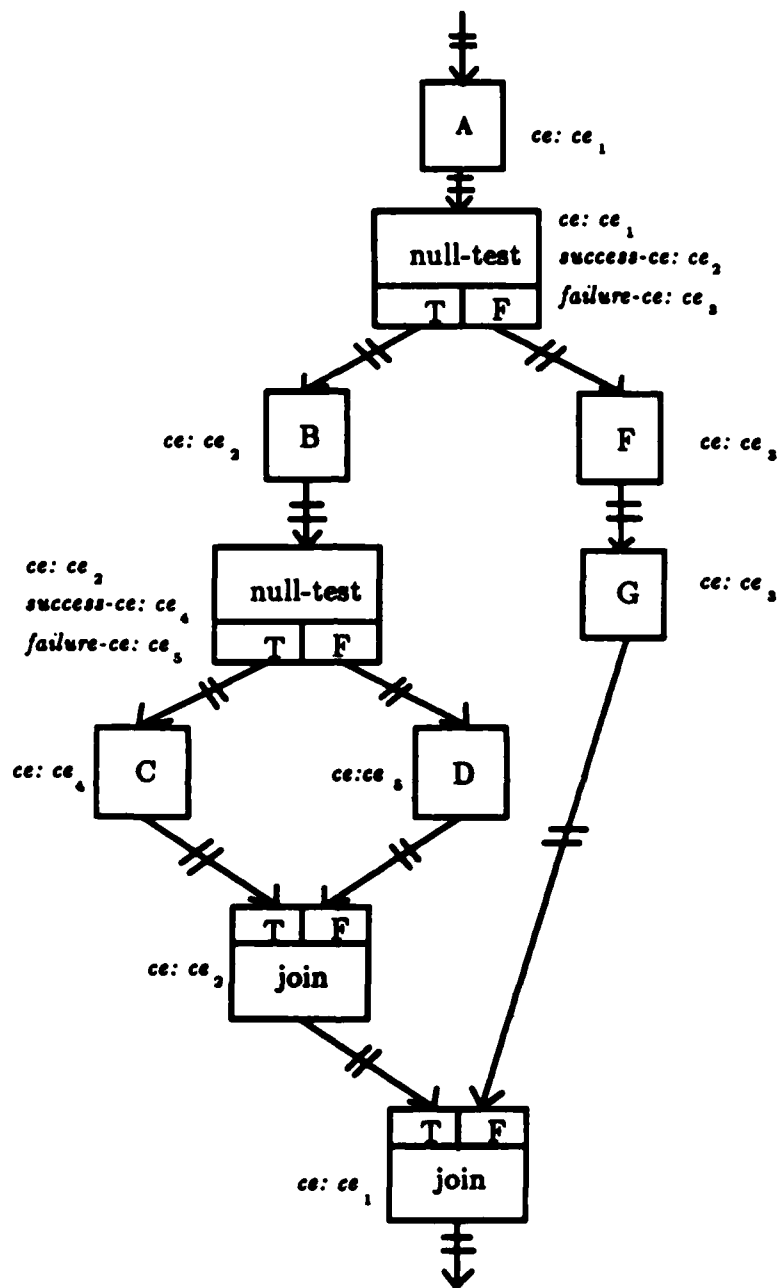 A
ce: ce₁
null-test
T F
ce: ce₁
success-ce: ce₂
failure-ce: ce₃
ce: ce₂
B
F
ce: ce₃
ce: ce₂
success-ce: ce₄
failure-ce: ce₅
null-test
T F
G
ce: ce₃
ce: ce₄
C
ce:ce₅
D
T F
ce: ce₂
join
T F
ce: ce₁
join